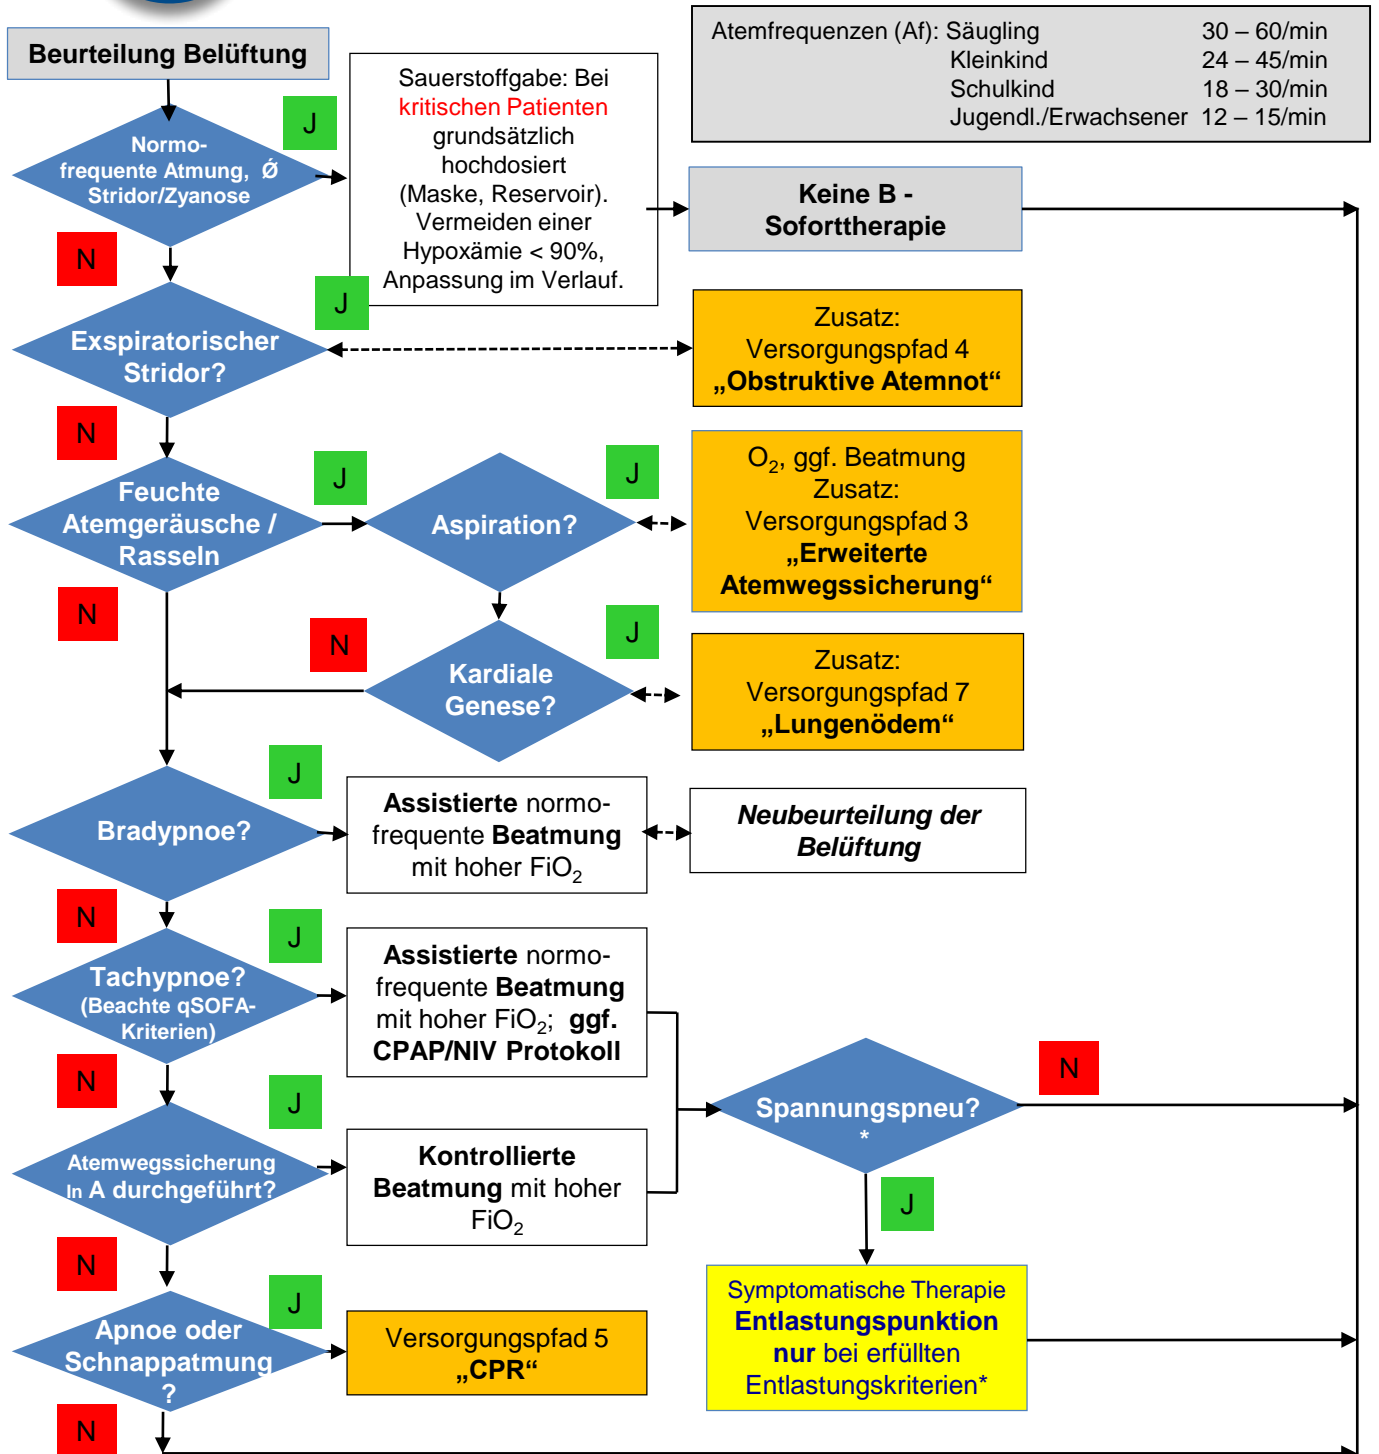 Beurteilung Belüftung
Atemfrequenzen (Af): Säugling 30 – 60/min
Kleinkind 24 – 45/min
Schulkind 18 – 30/min
Jugendl./Erwachsener 12 – 15/min
Normo-
frequente Atmung, Ǿ
Stridor/Zyanose
J
N
Sauerstoffgabe: Bei
kritischen Patienten
grundsätzlich
hochdosiert
(Maske, Reservoir).
Vermeiden einer
Hypoxämie < 90%,
Anpassung im Verlauf.
Keine B -
Soforttherapie
Exspiratorischer
Stridor?
J
N
Zusatz:
Versorgungspfad 4
„Obstruktive Atemnot“
Feuchte
Atemgeräusche /
Rasseln
J
N
Aspiration?
J
O2, ggf. Beatmung
Zusatz:
Versorgungspfad 3
„Erweiterte
Atemwegssicherung“
Kardiale
Genese?
N
J
Zusatz:
Versorgungspfad 7
„Lungenödem“
Bradypnoe?
J
N
Assistierte normo-
frequente Beatmung
mit hoher FiO2
Neubeurteilung der
Belüftung
Tachypnoe?
(Beachte qSOFA-
Kriterien)
J
N
Assistierte normo-
frequente Beatmung
mit hoher FiO2; ggf.
CPAP/NIV Protokoll
Atemwegssicherung
In A durchgeführt?
J
N
Kontrollierte
Beatmung mit hoher
FiO2
Spannungspneu?
*
N
J
Symptomatische Therapie
Entlastungspunktion
nur bei erfüllten
Entlastungskriterien*
Apnoe oder
Schnappatmung
?
J
N
Versorgungspfad 5
„CPR“